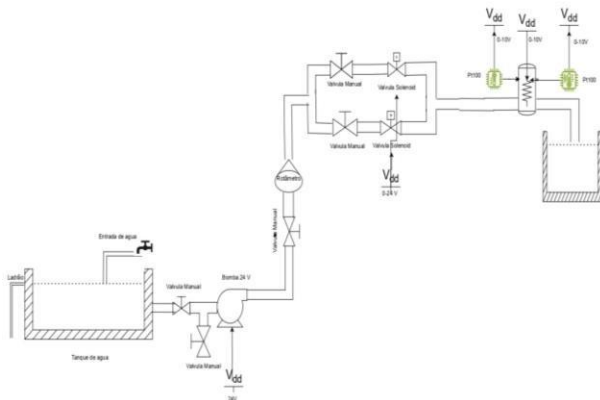 Vdd
Vdd
Vdd
0-10V
0-10V
0-10V
Pt100
Pt100
Valvula Manual
Valvula Solenoid
Valvula Manual
Valvula Solenoid
Vdd
0-24 V
Rotâmetro
Valvula Manual
Entrada de agua
Ladrão
Valvula Manual
Bomba 24 V
Tanque de agua
Valvula Manual
Vdd
24V